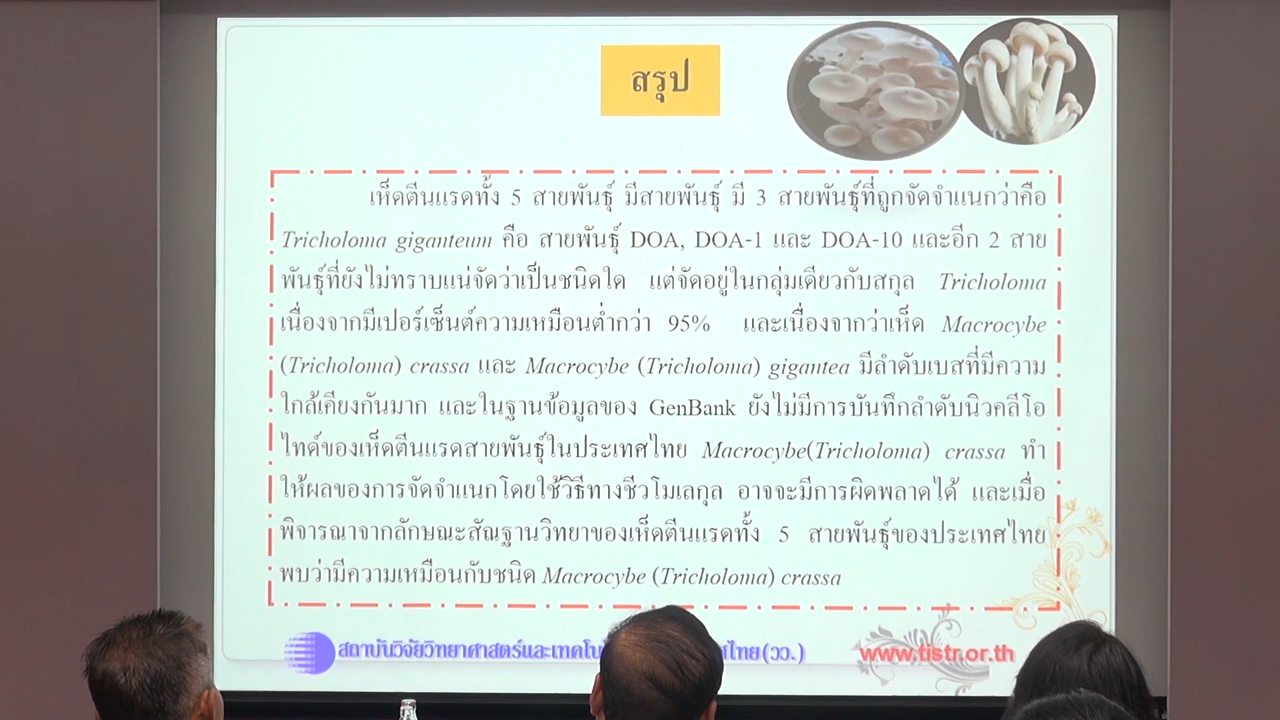 สรุป
เห็ดตีนแรดทั้ง 5 สายพันธุ์ มีสายพันธุ์ มี 3 สายพันธุ์ที่ถูกจัดจำแนกว่าคือ
Tricholoma giganteum คือ สายพันธุ์ DOA, DOA-1 และ DOA-10 และอีก 2 สาย
พันธุ์ที่ยังไม่ทราบแน่จัดว่าเป็นชนิดใด แต่จัดอยู่ในกลุ่มเดียวกับสกุล Tricholoma
เนื่องจากมีเปอร์เซ็นต์ความเหมือนต่ำกว่า 95% และเนื่องจากว่าเห็ด Macrocybe
(Tricholoma) crassa และ Macrocybe (Tricholoma) gigantea มีลำดับเบสที่มีความ
ใกล้เคียงกันมาก และในฐานข้อมูลของ GenBank ยังไม่มีการบันทึกลำดับนิวคลีโอ
ไทด์ของเห็ดตีนแรดสายพันธุ์ในประเทศไทย Macrocybe(Tricholoma) crassa ทำ
ให้ผลของการจัดจำแนกโดยใช้วิธีทางชีวโมเลกุล อาจจะมีการผิดพลาดได้ และเมื่อ
พิจารณาจากลักษณะสัณฐานวิทยาของเห็ดตีนแรดทั้ง 5 สายพันธุ์ของประเทศไทย
พบว่ามีความเหมือนกับชนิด Macrocybe (Tricholoma) crassa
สถาบันวิจัยวิทยาศาสตร์และ ไทย(วว.)
www.tistr.or.th